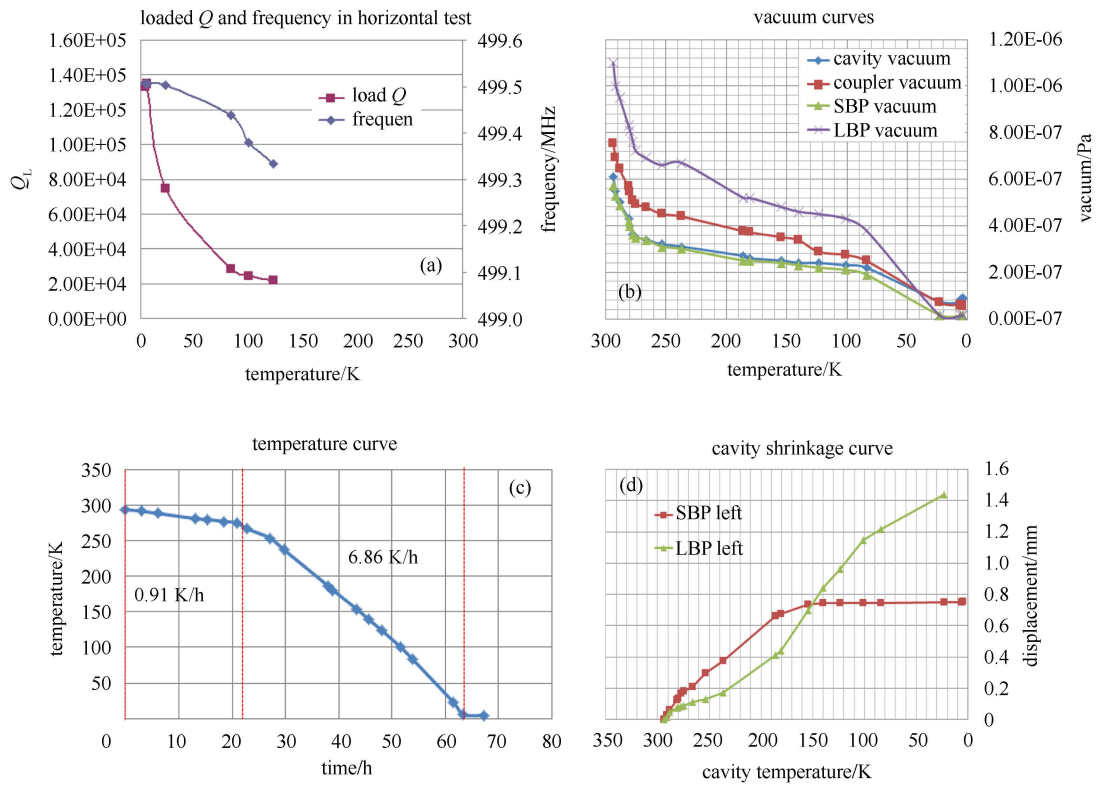 loaded Q and frequency in horizontal test
1.60E+05
1.40E+05
1.20E+05
1.00E+05
8.00E+04
6.00E+04
4.00E+04
2.00E+04
0.00E+00
Q_L
load Q
frequen
(a)
499.6
499.5
499.4
499.3
499.2
499.1
499.0
frequency/MHz
0 50 100 150 200 250 300
temperature/K
vacuum curves
cavity vacuum
coupler vacuum
SBP vacuum
LBP vacuum
(b)
1.20E-06
1.00E-06
8.00E-07
6.00E-07
4.00E-07
2.00E-07
0.00E-07
vacuum/Pa
300 250 200 150 100 50 0
temperature/K
temperature curve
350
300
250
200
150
100
50
temperature/K
(c)
0.91 K/h
6.86 K/h
0 10 20 30 40 50 60 70 80
time/h
cavity shrinkage curve
(d)
SBP left
LBP left
1.6
1.4
1.2
1.0
0.8
0.6
0.4
0.2
0
displacement/mm
350 300 250 200 150 100 50 0
cavity temperature/K